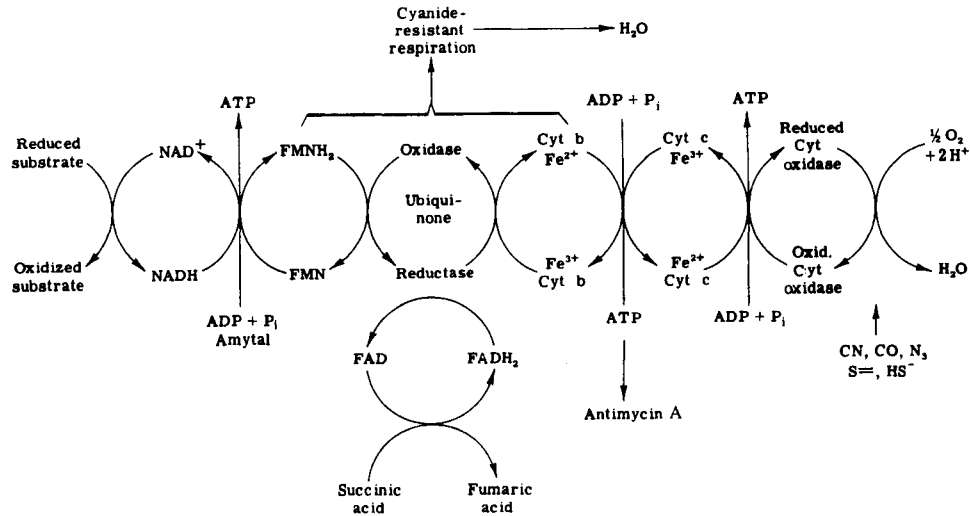 Cyanide-
resistant
respiration
H₂O
ATP
ADP + Pᵢ
ATP
Reduced
substrate
NAD⁺
FMNH₂
Oxidase
Cyt b
Fe²⁺
Cyt c
Fe³⁺
Reduced
Cyt
oxidase
½ O₂
+ 2H⁺
Ubiqui-
none
Oxidized
substrate
NADH
FMN
Reductase
Fe³⁺
Cyt b
Fe²⁺
Cyt c
Oxid.
Cyt
oxidase
H₂O
ADP + Pᵢ
Amytal
ATP
ADP + Pᵢ
CN, CO, N₃
S=, HS⁻
FAD
FADH₂
Antimycin A
Succinic
acid
Fumaric
acid